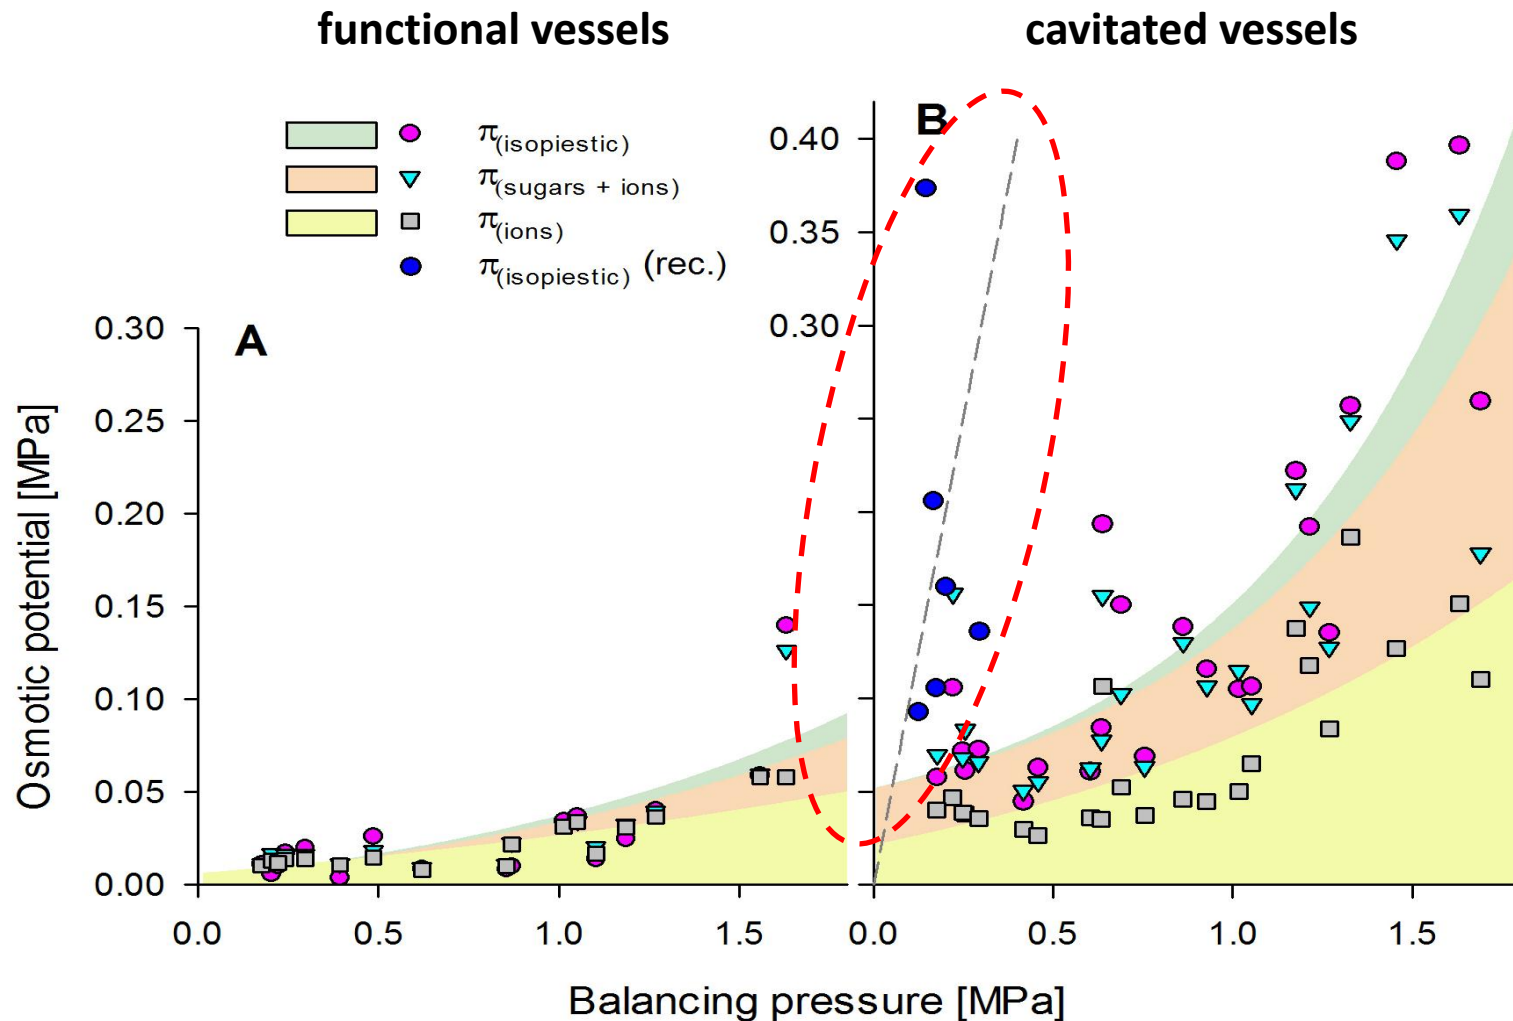 functional vessels
cavitated vessels
π(isopiestic)
π(sugars + ions)
π(ions)
π(isopiestic) (rec.)
A
B
0.40
0.35
0.30
0.30
0.25
0.20
0.15
0.10
0.05
0.00
Osmotic potential [MPa]
0.0 0.5 1.0 1.5
0.0 0.5 1.0 1.5
Balancing pressure [MPa]